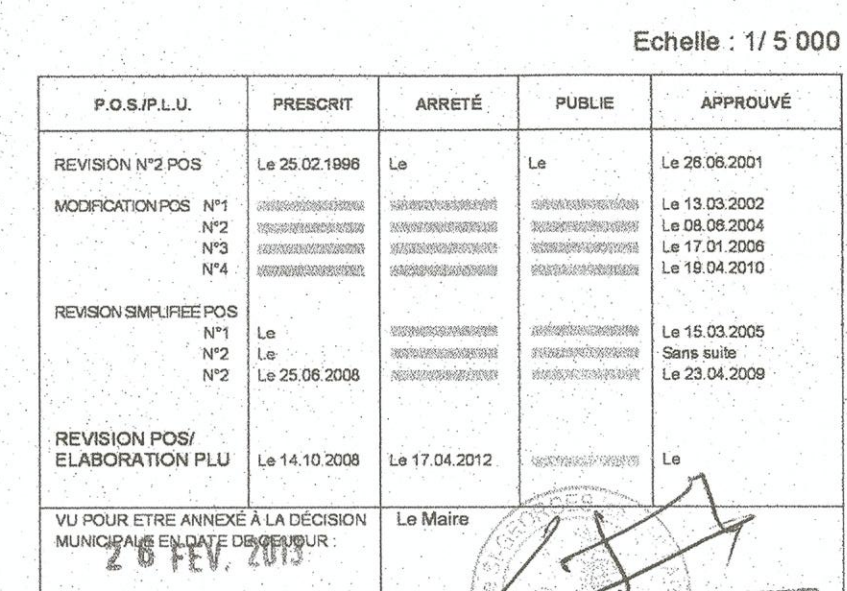 Echelle : 1/ 5 000
P.O.S./P.L.U. PRESCRIT ARRETÉ PUBLIE APPROUVÉ
REVISION N°2 POS Le 25.02.1996 Le Le Le 26.06.2001
MODIFICATION POS N°1 Le 13.03.2002
N°2 Le 08.06.2004
N°3 Le 17.01.2006
N°4 Le 19.04.2010
REVISION SIMPLIFIEE POS
N°1 Le Le 15.03.2005
N°2 Le Sans suite
N°2 Le 25.06.2008 Le 23.04.2009
REVISION POS/
ELABORATION PLU Le 14.10.2008 Le 17.04.2012 Le
VU POUR ETRE ANNEXÉ À LA DÉCISION Le Maire
MUNICIPALE EN DATE DE CE JOUR :
26 FEV. 2013
ST GEORGES